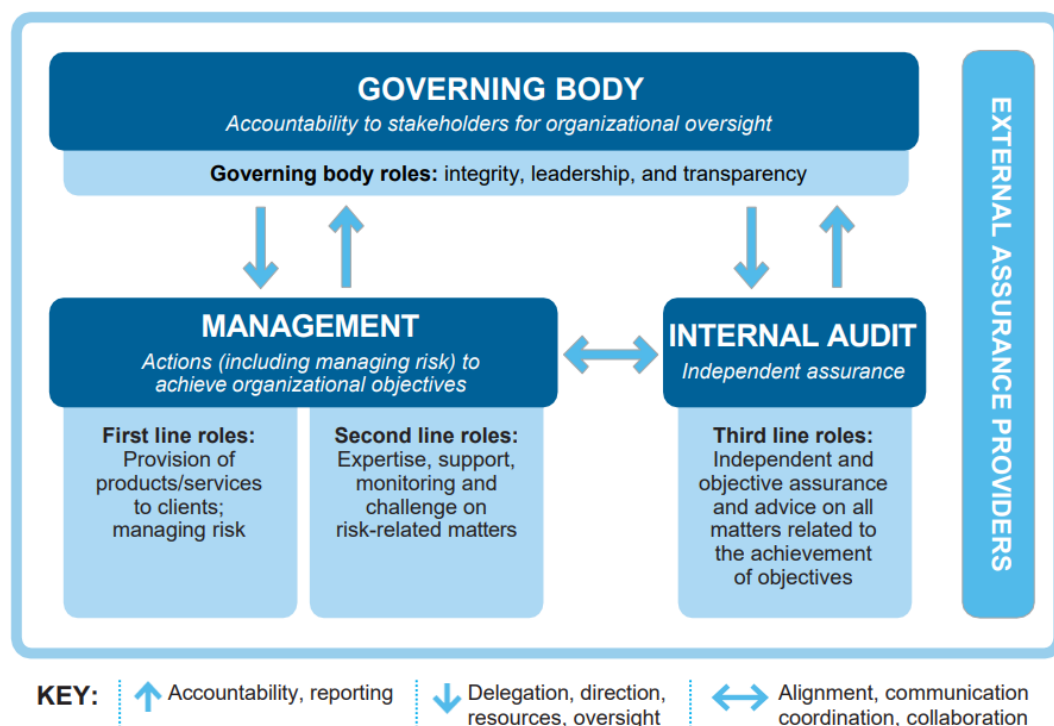 GOVERNING BODY
Accountability to stakeholders for organizational oversight
Governing body roles: integrity, leadership, and transparency
MANAGEMENT
Actions (including managing risk) to
achieve organizational objectives
First line roles:
Provision of
products/services
to clients;
managing risk
Second line roles:
Expertise, support,
monitoring and
challenge on
risk-related matters
INTERNAL AUDIT
Independent assurance
Third line roles:
Independent and
objective assurance
and advice on all
matters related to
the achievement
of objectives
EXTERNAL ASSURANCE PROVIDERS
KEY:
Accountability, reporting
Delegation, direction,
resources, oversight
Alignment, communication
coordination, collaboration